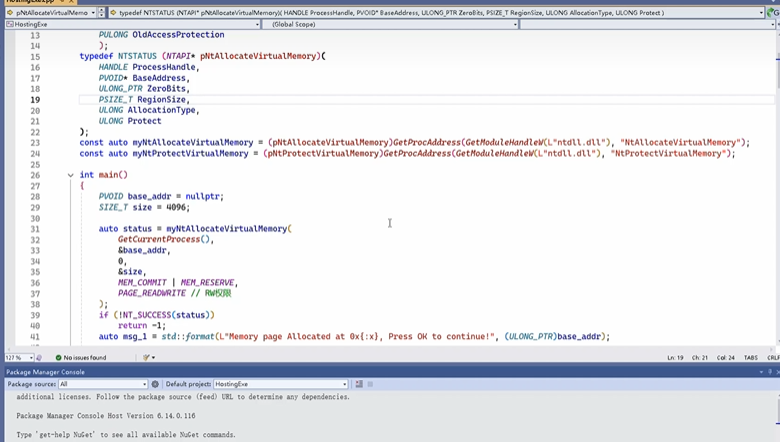 HostingExe.cpp
pNtAllocateVirtualMemo
typedef NTSTATUS (NTAPI* pNtAllocateVirtualMemory)( HANDLE ProcessHandle, PVOID* BaseAddress, ULONG_PTR ZeroBits, PSIZE_T RegionSize, ULONG AllocationType, ULONG Protect )
HostingExe
(Global Scope)
13 PULONG OldAccessProtection
14 );
15 typedef NTSTATUS (NTAPI* pNtAllocateVirtualMemory)(
16 HANDLE ProcessHandle,
17 PVOID* BaseAddress,
18 ULONG_PTR ZeroBits,
19 PSIZE_T RegionSize,
20 ULONG AllocationType,
21 ULONG Protect
22 );
23 const auto myNtAllocateVirtualMemory = (pNtAllocateVirtualMemory)GetProcAddress(GetModuleHandleW(L"ntdll.dll"), "NtAllocateVirtualMemory");
24 const auto myNtProtectVirtualMemory = (pNtProtectVirtualMemory)GetProcAddress(GetModuleHandleW(L"ntdll.dll"), "NtProtectVirtualMemory");
25
26 int main()
27 {
28 PVOID base_addr = nullptr;
29 SIZE_T size = 4096;
30
31 auto status = myNtAllocateVirtualMemory(
32 GetCurrentProcess(),
33 &base_addr,
34 0,
35 &size,
36 MEM_COMMIT | MEM_RESERVE,
37 PAGE_READWRITE // RW权限
38 );
39 if (!NT_SUCCESS(status))
40 return -1;
41 auto msg_1 = std::format(L"Memory page Allocated at 0x{:x}, Press OK to continue!", (ULONG_PTR)base_addr);
127 %
No issues found
Ln: 19 Ch: 21 Col: 24 TABS CRLF
Package Manager Console
Package source: All
Default project: HostingExe
additional licenses. Follow the package source (feed) URL to determine any dependencies.
Package Manager Console Host Version 6.14.0.116
Type 'get-help NuGet' to see all available NuGet commands.